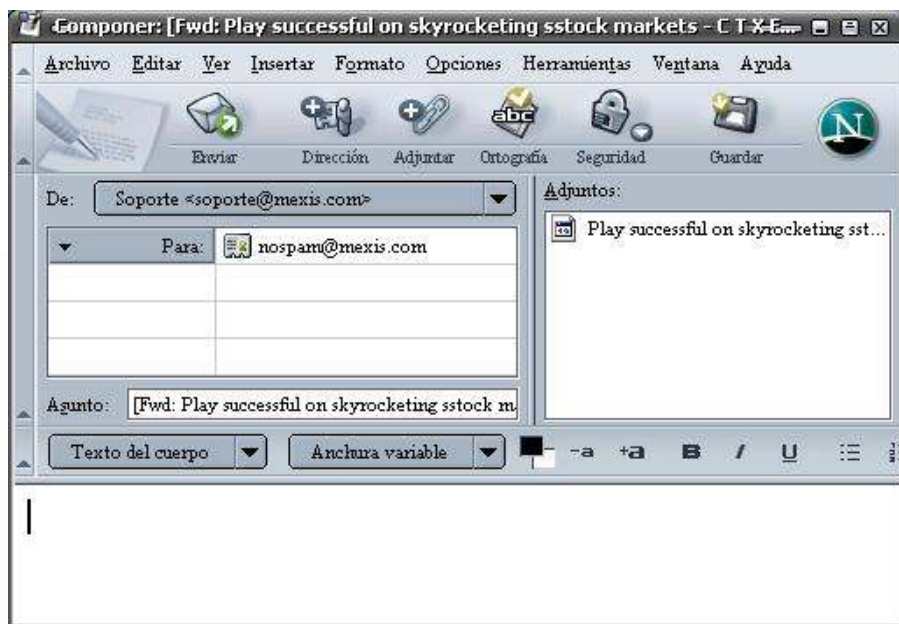 Componer: [Fwd: Play successful on skyrocketing sstock markets - C T X E...
Archivo Editar Ver Insertar Formato Opciones Herramientas Ventana Ayuda
Enviar Dirección Adjuntar Ortografía Seguridad Guardar
abc
N
De: Soporte <soporte@mexis.com>
Adjuntos:
Para: nospam@mexis.com
Play successful on skyrocketing sst...
Asunto: [Fwd: Play successful on skyrocketing sstock m
Texto del cuerpo Anchura variable -a +a B I U